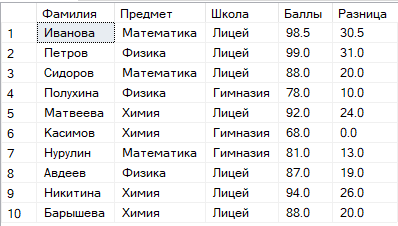 Фамилия Предмет Школа Баллы Разница
1 Иванова Математика Лицей 98.5 30.5
2 Петров Физика Лицей 99.0 31.0
3 Сидоров Математика Лицей 88.0 20.0
4 Полухина Физика Гимназия 78.0 10.0
5 Матвеева Химия Лицей 92.0 24.0
6 Касимов Химия Гимназия 68.0 0.0
7 Нурулин Математика Гимназия 81.0 13.0
8 Авдеев Физика Лицей 87.0 19.0
9 Никитина Химия Лицей 94.0 26.0
10 Барышева Химия Лицей 88.0 20.0